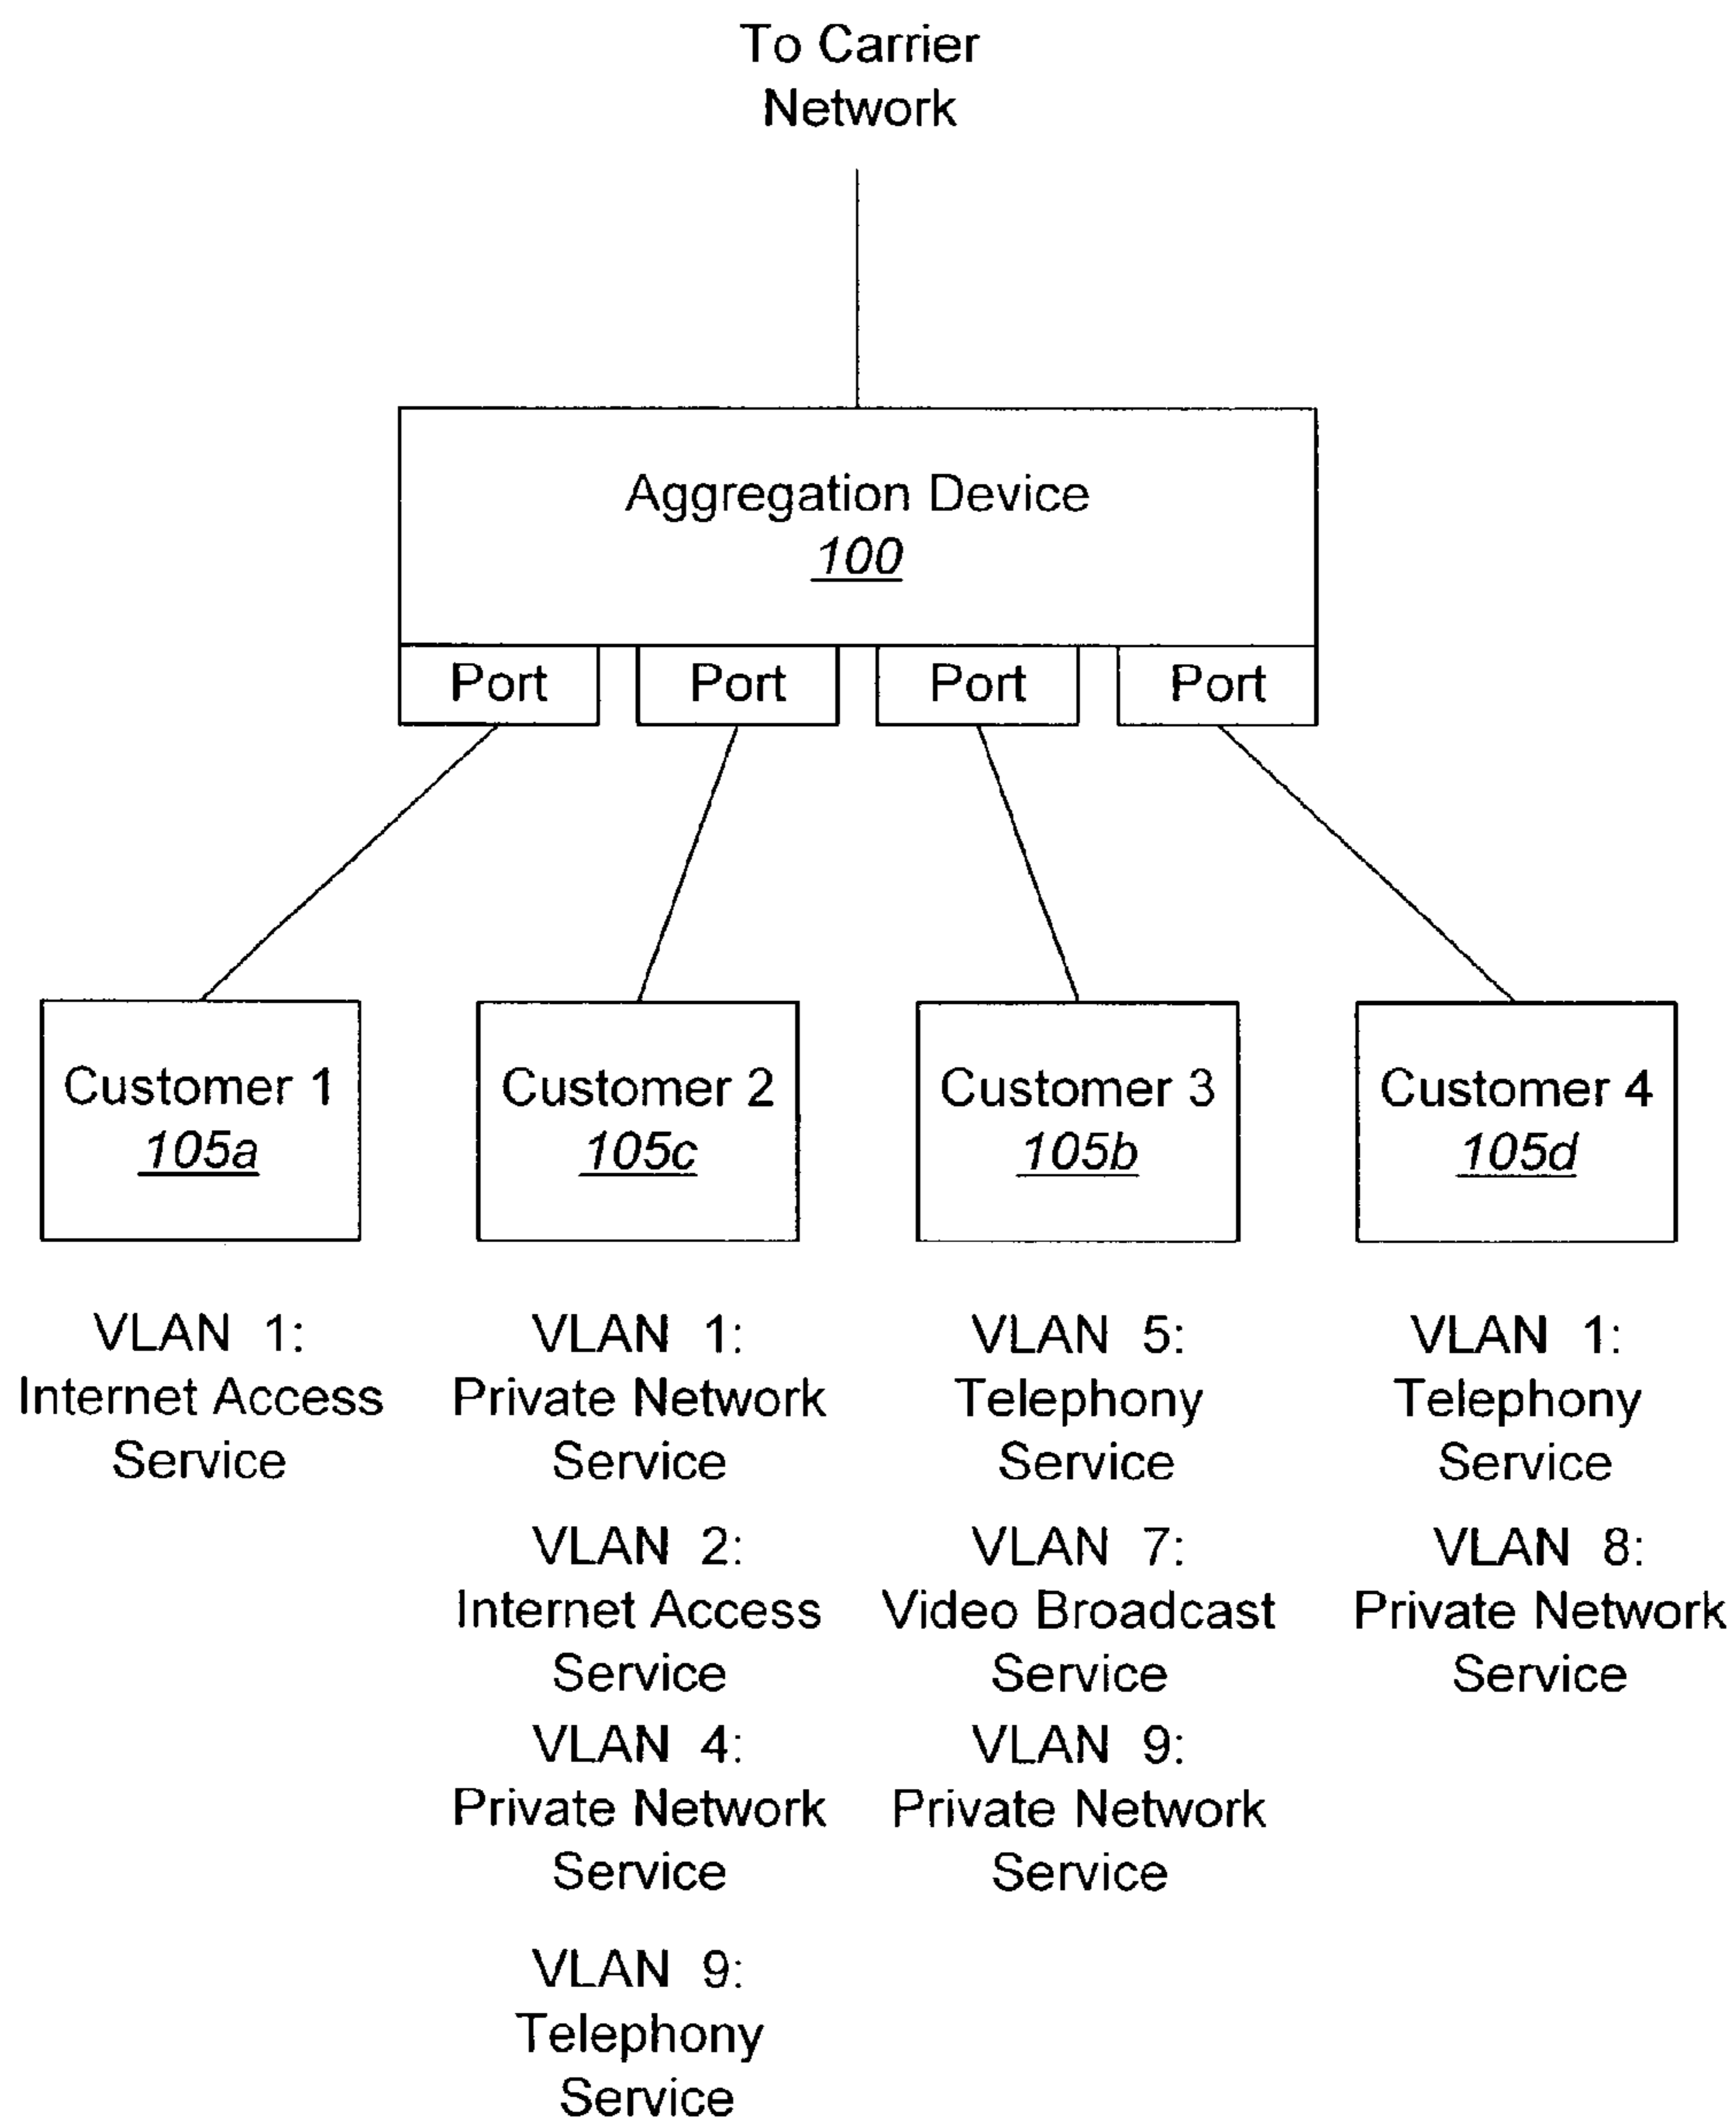 To Carrier
Network
Aggregation Device
100
Port
Port
Port
Port
Customer 1
105a
Customer 2
105c
Customer 3
105b
Customer 4
105d
VLAN 1:
Internet Access
Service
VLAN 1:
Private Network
Service
VLAN 2:
Internet Access
Service
VLAN 4:
Private Network
Service
VLAN 9:
Telephony
Service
VLAN 5:
Telephony
Service
VLAN 7:
Video Broadcast
Service
VLAN 9:
Private Network
Service
VLAN 1:
Telephony
Service
VLAN 8:
Private Network
Service